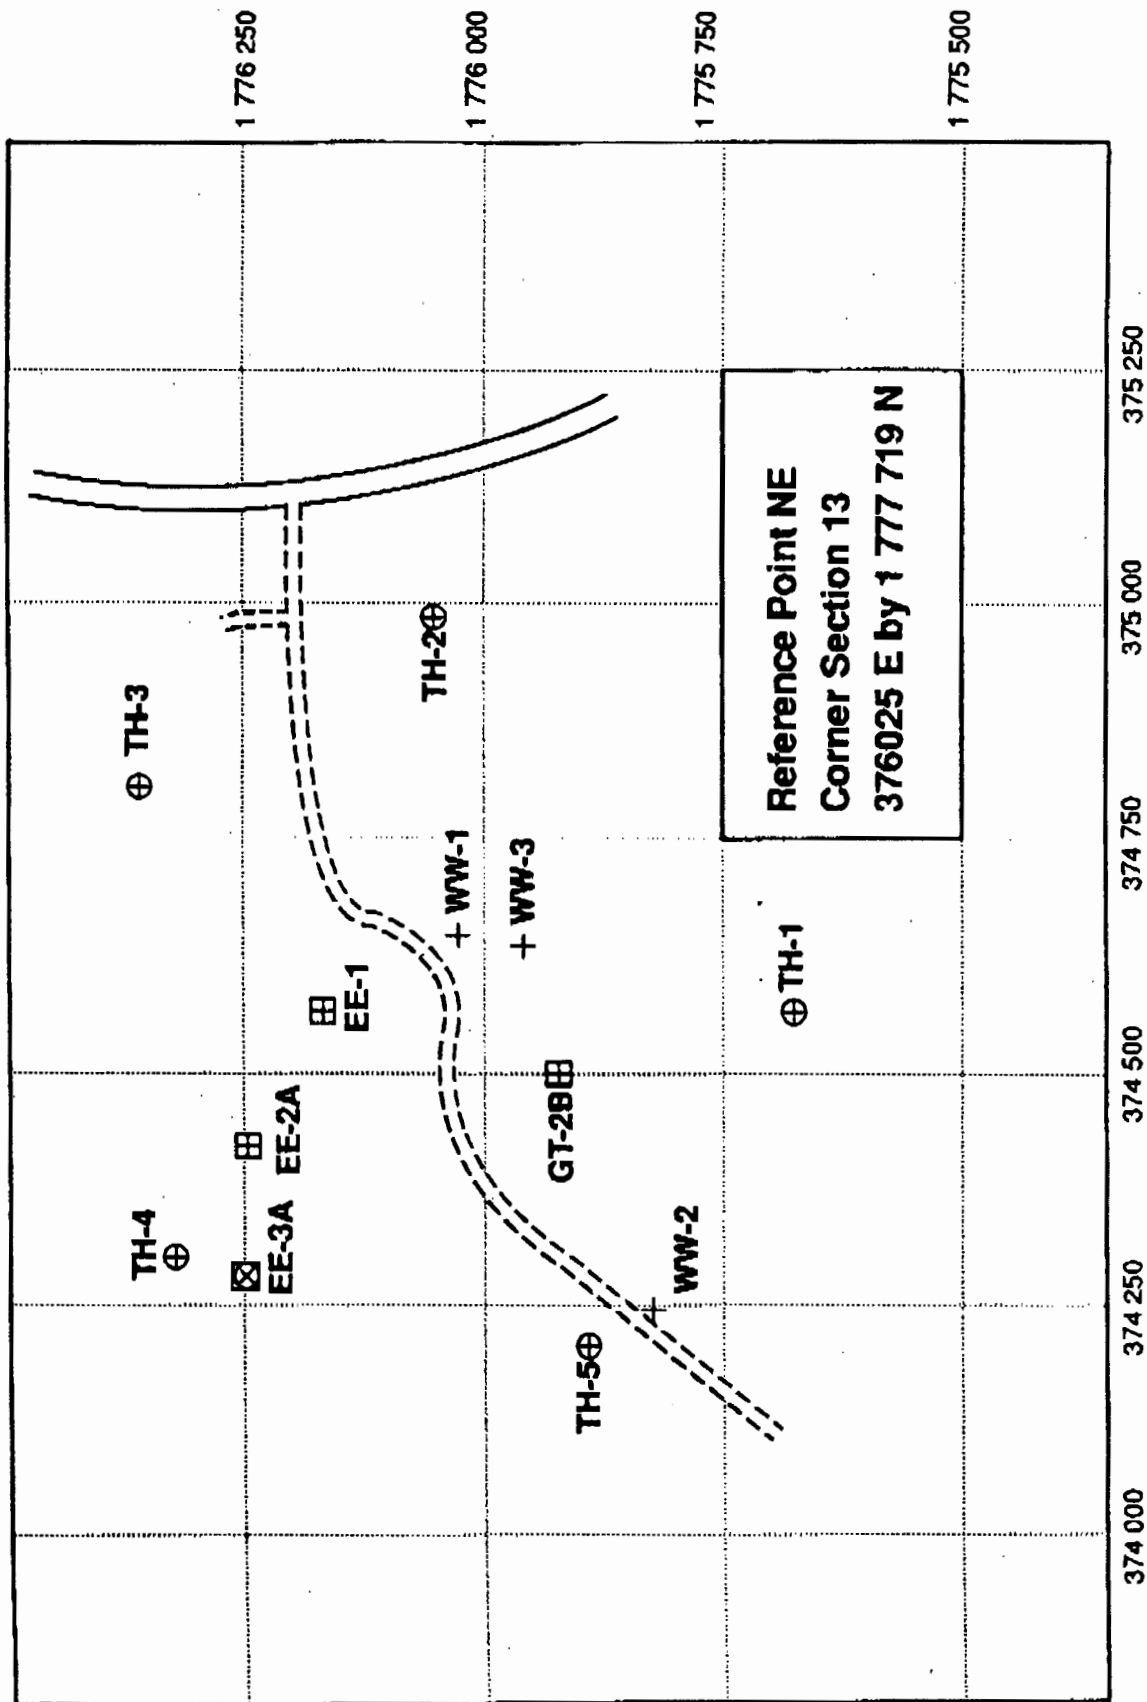 TH-3
TH-4
EE-3A
EE-2A
EE-1
TH-2
WW-1
WW-3
GT-2B
TH-5
WW-2
TH-1
Reference Point NE
Corner Section 13
376025 E by 1 777 719 N
1 776 250
1 776 000
1 775 750
1 775 500
374 000
374 250
374 500
374 750
375 000
375 250